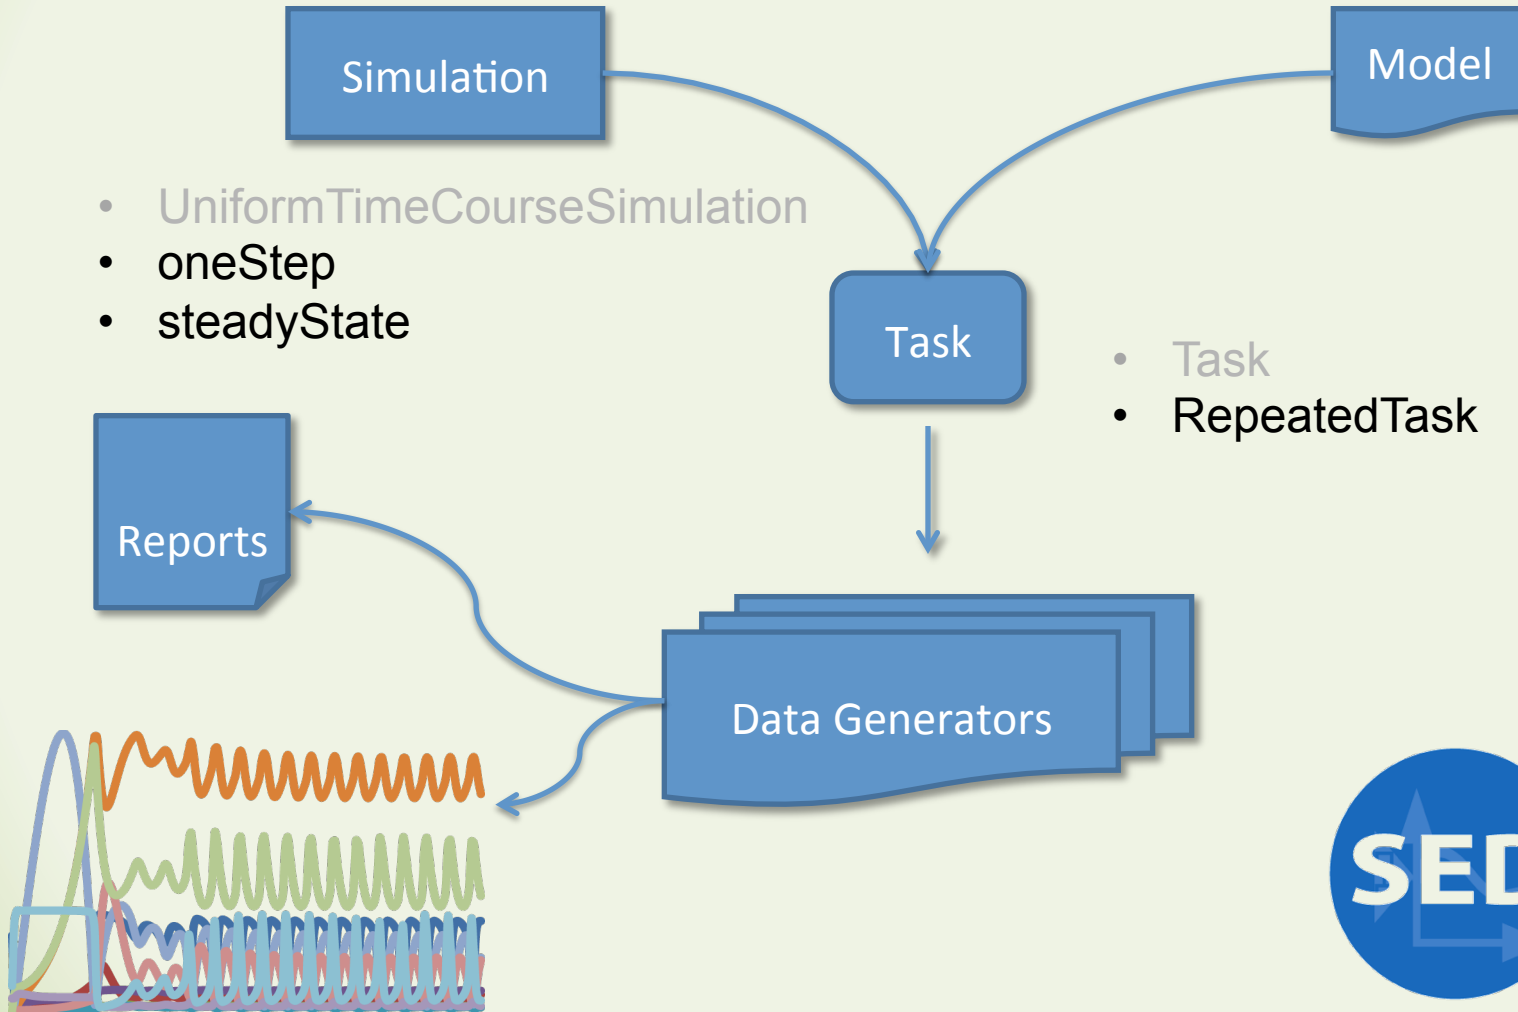 Simulation
Model
• UniformTimeCourseSimulation
• oneStep
• steadyState
Task
• Task
• RepeatedTask
Reports
Data Generators
SED